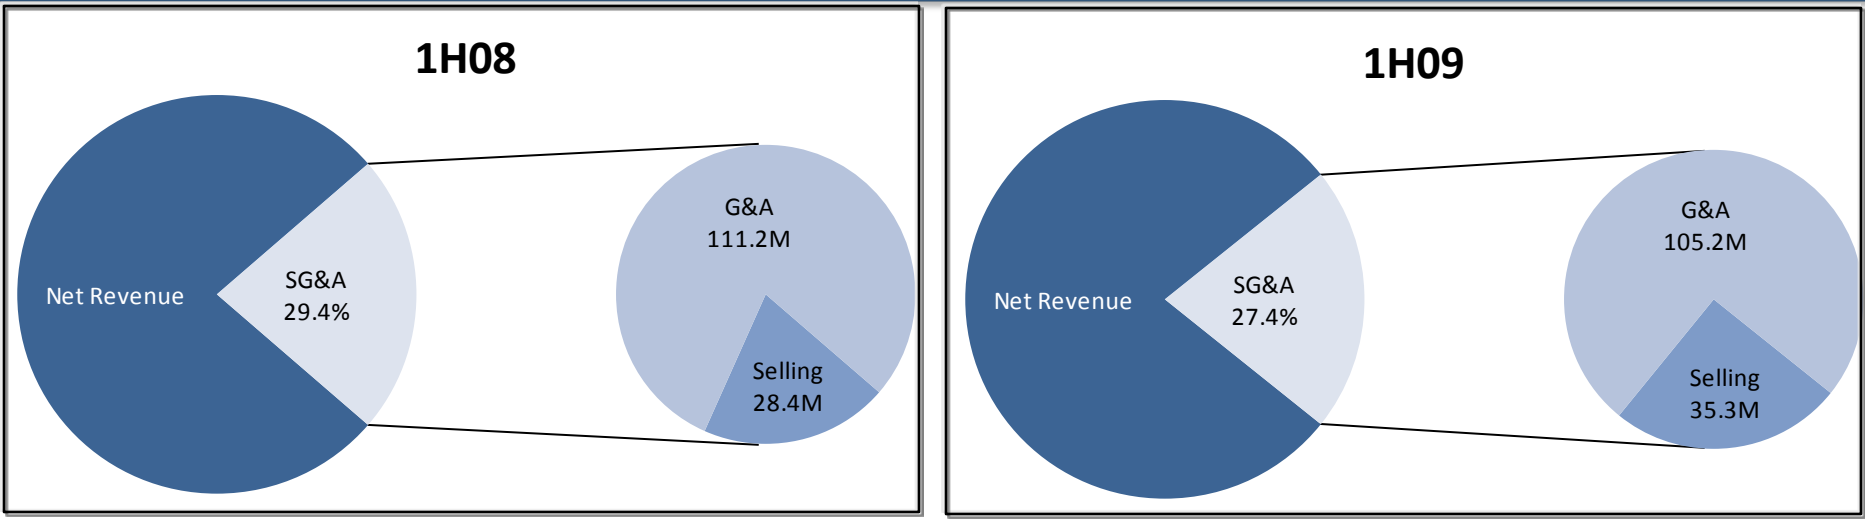 1H08
Net Revenue
SG&A
29.4%
G&A
111.2M
Selling
28.4M
1H09
Net Revenue
SG&A
27.4%
G&A
105.2M
Selling
35.3M